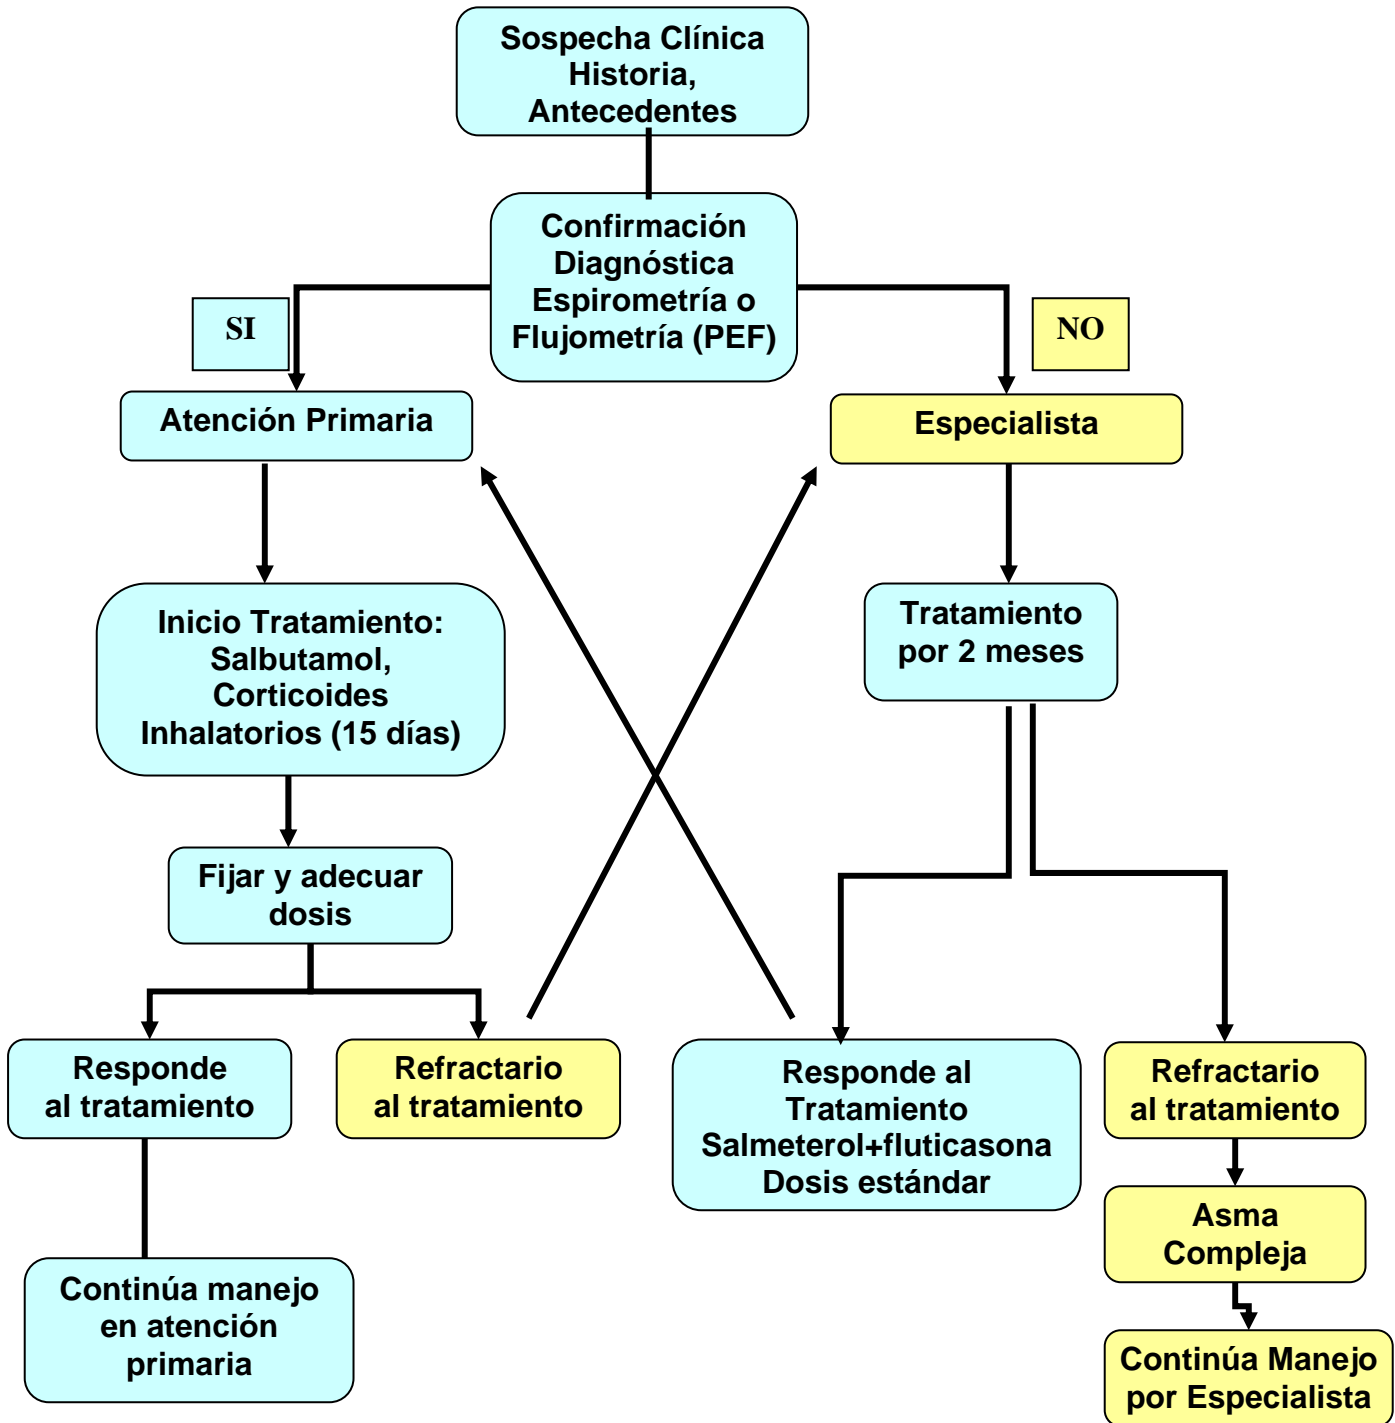 Sospecha Clínica
Historia,
Antecedentes
Confirmación
Diagnóstica
Espirometría o
Flujometría (PEF)
SI
NO
Atención Primaria
Especialista
Inicio Tratamiento:
Salbutamol,
Corticoides
Inhalatorios (15 días)
Tratamiento
por 2 meses
Fijar y adecuar
dosis
Responde
al tratamiento
Refractario
al tratamiento
Responde al
Tratamiento
Salmeterol+fluticasona
Dosis estándar
Refractario
al tratamiento
Asma
Compleja
Continúa manejo
en atención
primaria
Continúa Manejo
por Especialista